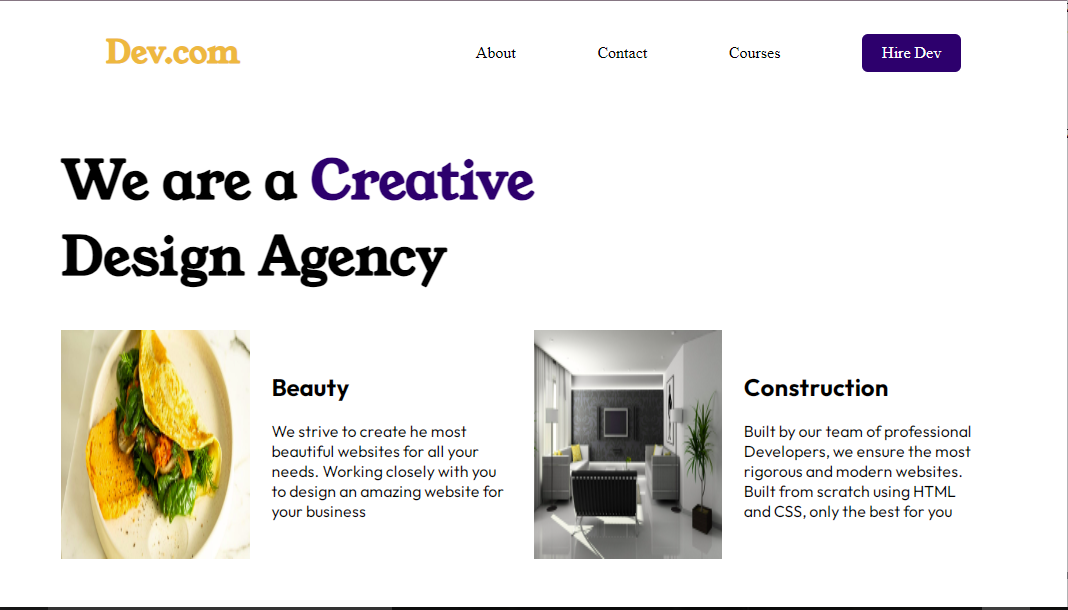 Dev.com
About
Contact
Courses
Hire Dev
We are a Creative
Design Agency
Beauty
We strive to create he most
beautiful websites for all your
needs. Working closely with you
to design an amazing website for
your business
Construction
Built by our team of professional
Developers, we ensure the most
rigorous and modern websites.
Built from scratch using HTML
and CSS, only the best for you